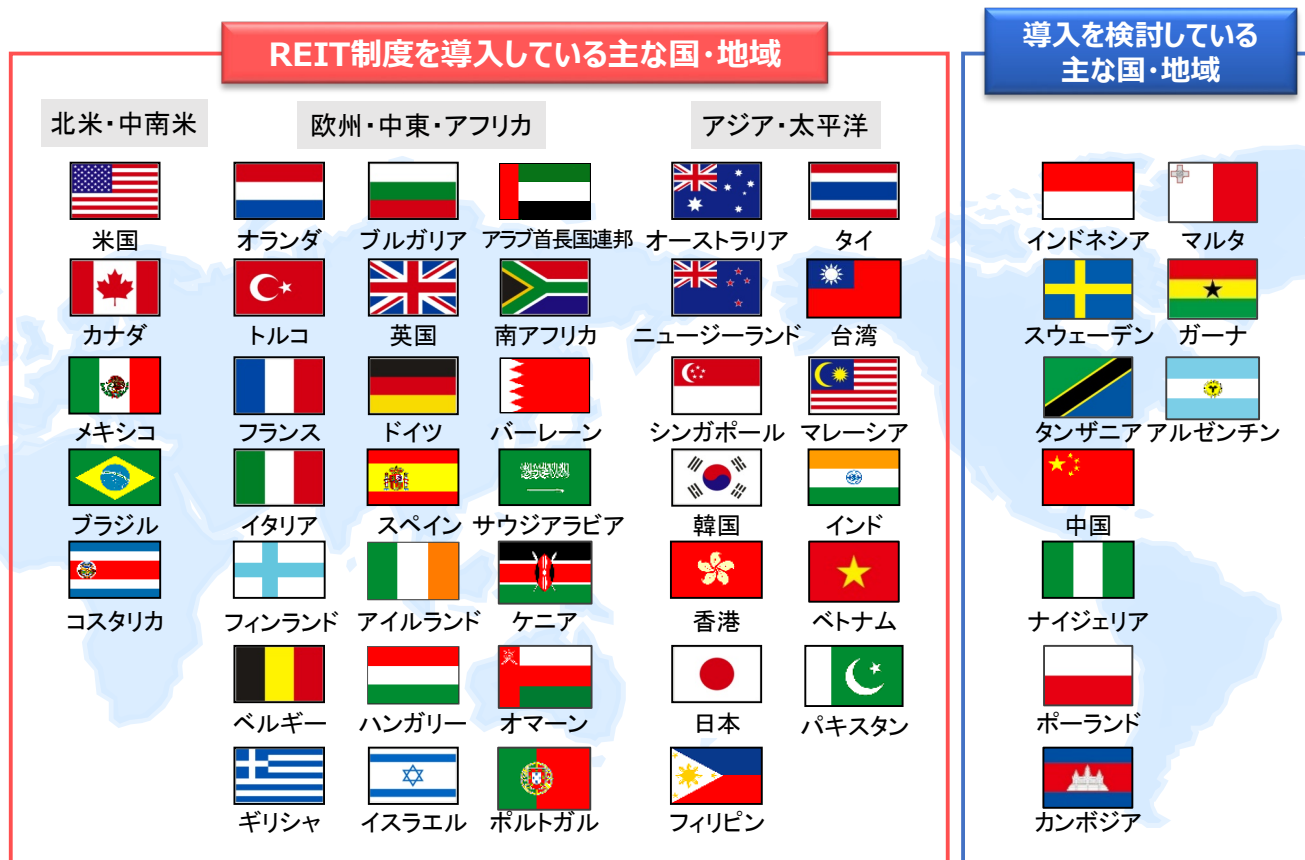 REIT制度を導入している主な国・地域
導入を検討している
主な国・地域
北米・中南米
欧州・中東・アフリカ
アジア・太平洋
米国
オランダ
ブルガリア
アラブ首長国連邦
オーストラリア
タイ
インドネシア
マルタ
カナダ
トルコ
英国
南アフリカ
ニュージーランド
台湾
スウェーデン
ガーナ
メキシコ
フランス
ドイツ
バーレーン
シンガポール
マレーシア
タンザニア
アルゼンチン
ブラジル
イタリア
スペイン
サウジアラビア
韓国
インド
中国
コスタリカ
フィンランド
アイルランド
ケニア
香港
ベトナム
ナイジェリア
ベルギー
ハンガリー
オマーン
日本
パキスタン
ポーランド
ギリシャ
イスラエル
ポルトガル
フィリピン
カンボジア